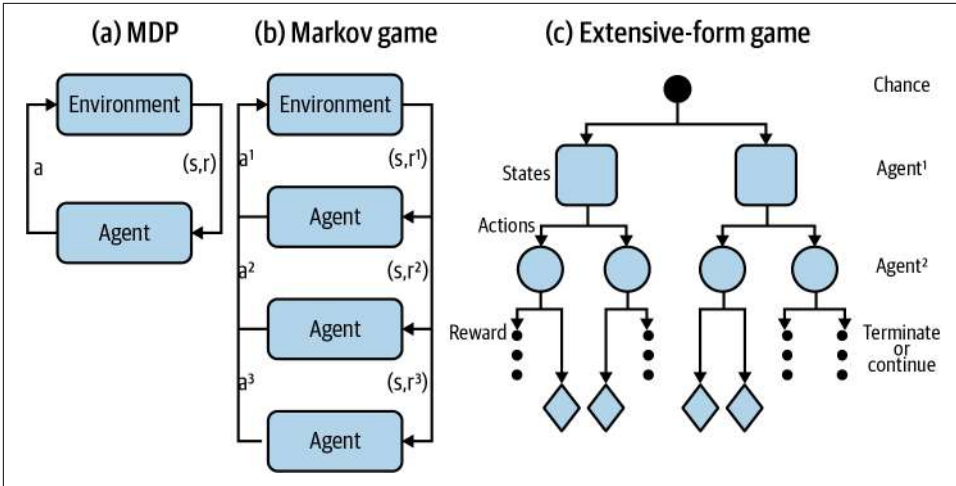 (a) MDP
Environment
a
(s,r)
Agent
(b) Markov game
Environment
a¹
(s,r¹)
Agent
a²
(s,r²)
Agent
a³
(s,r³)
Agent
(c) Extensive-form game
Chance
States
Agent¹
Actions
Agent²
Reward
Terminate
or
continue